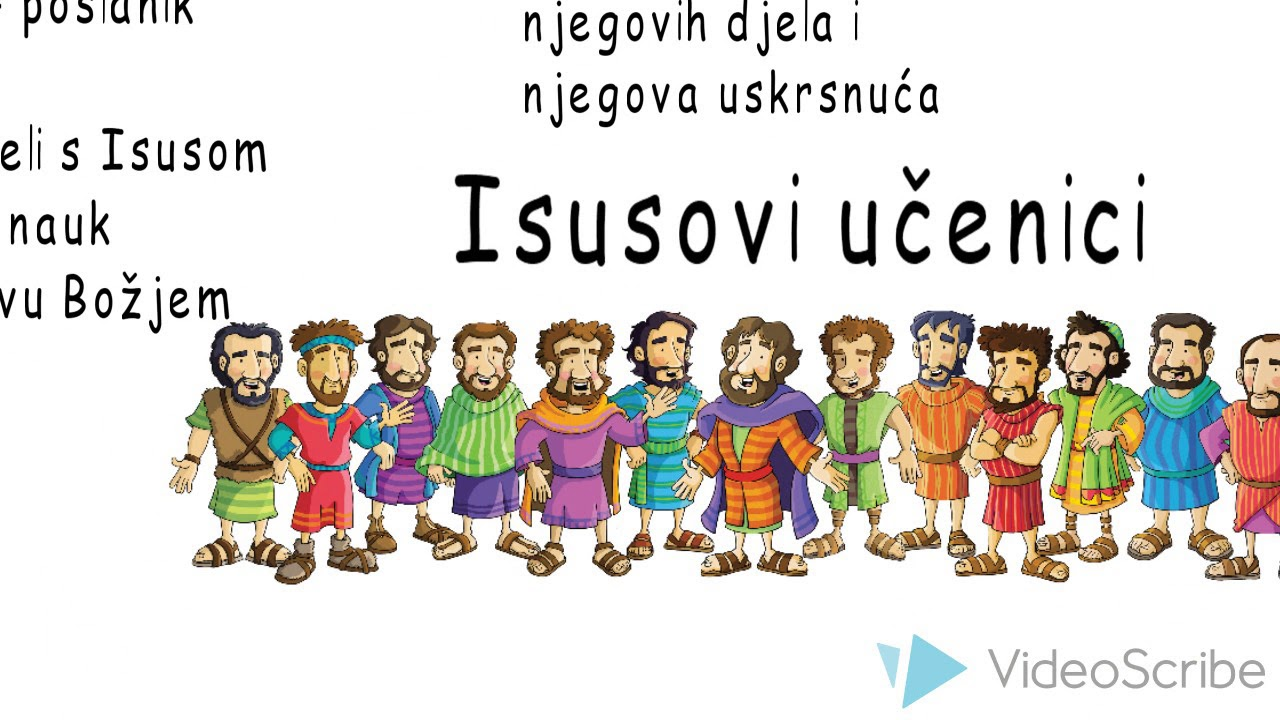 poslanik
eli s Isusom
nauk
vu Božjem
njegovih djela i
njegova uskrsnuća
Isusovi učenici
VideoScribe